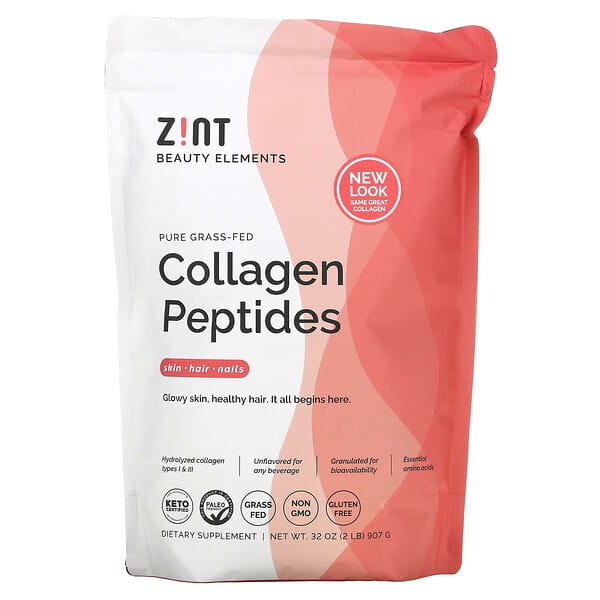 Z!NT
BEAUTY ELEMENTS
NEW
LOOK
SAME GREAT
COLLAGEN
PURE GRASS-FED
Collagen
Peptides
skin • hair • nails
Glowy skin, healthy hair. It all begins here.
Hydrolyzed collagen
types I & III
Unflavored for
any beverage
Granulated for
bioavailability
Essential
amino acids
KETO
CERTIFIED
PALEO
FRIENDLY
GRASS
FED
NON
GMO
GLUTEN
FREE
DIETARY SUPPLEMENT | NET WT. 32 OZ (2 LB) 907 G